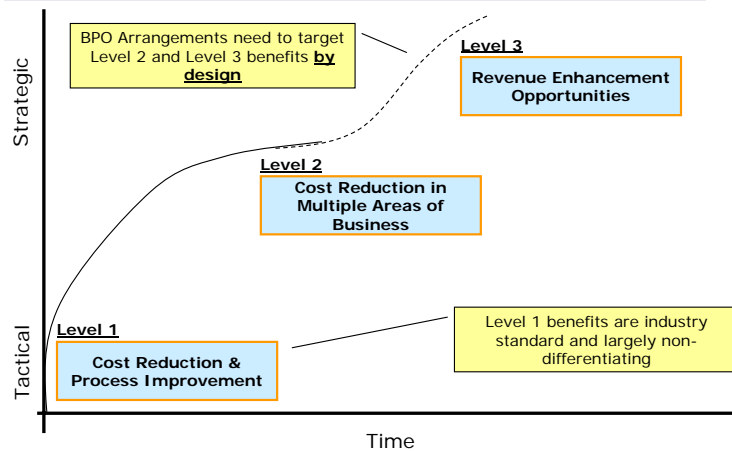 BPO Arrangements need to target
Level 2 and Level 3 benefits by
design
Level 3
Revenue Enhancement
Opportunities
Strategic
Level 2
Cost Reduction in
Multiple Areas of
Business
Level 1
Cost Reduction &
Process Improvement
Level 1 benefits are industry
standard and largely non-
differentiating
Tactical
Time